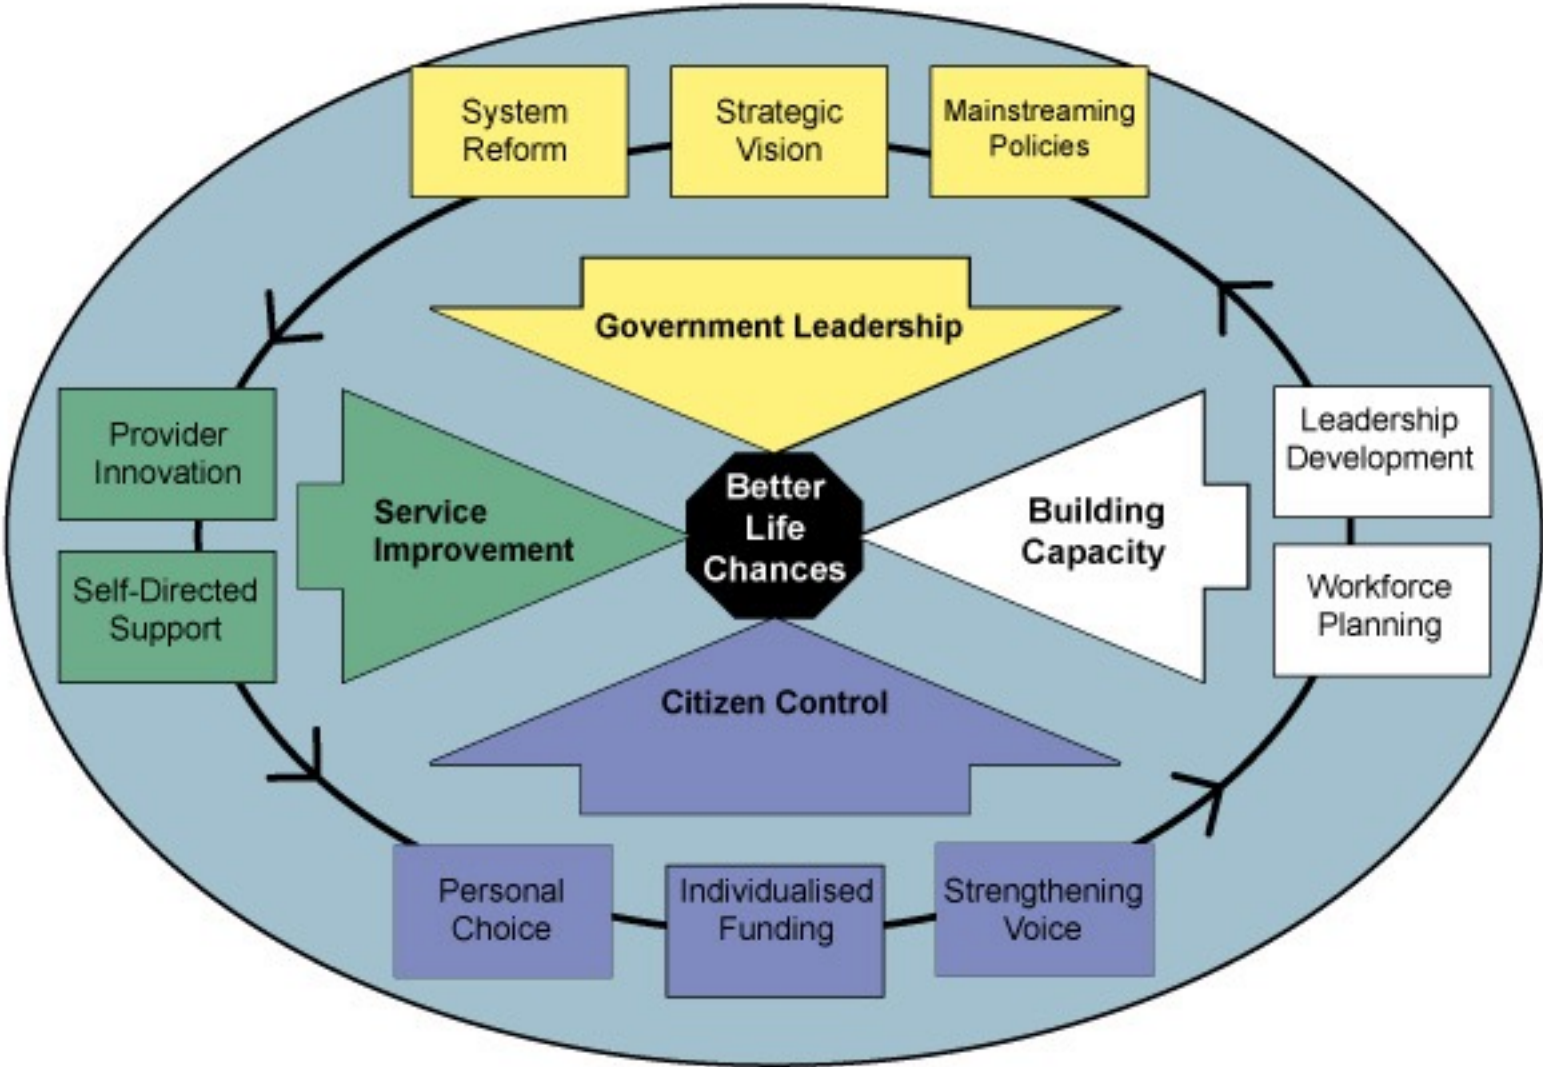 System
Reform
Strategic
Vision
Mainstreaming
Policies
Government Leadership
Provider
Innovation
Self-Directed
Support
Service
Improvement
Better
Life
Chances
Building
Capacity
Leadership
Development
Workforce
Planning
Citizen Control
Personal
Choice
Individualised
Funding
Strengthening
Voice